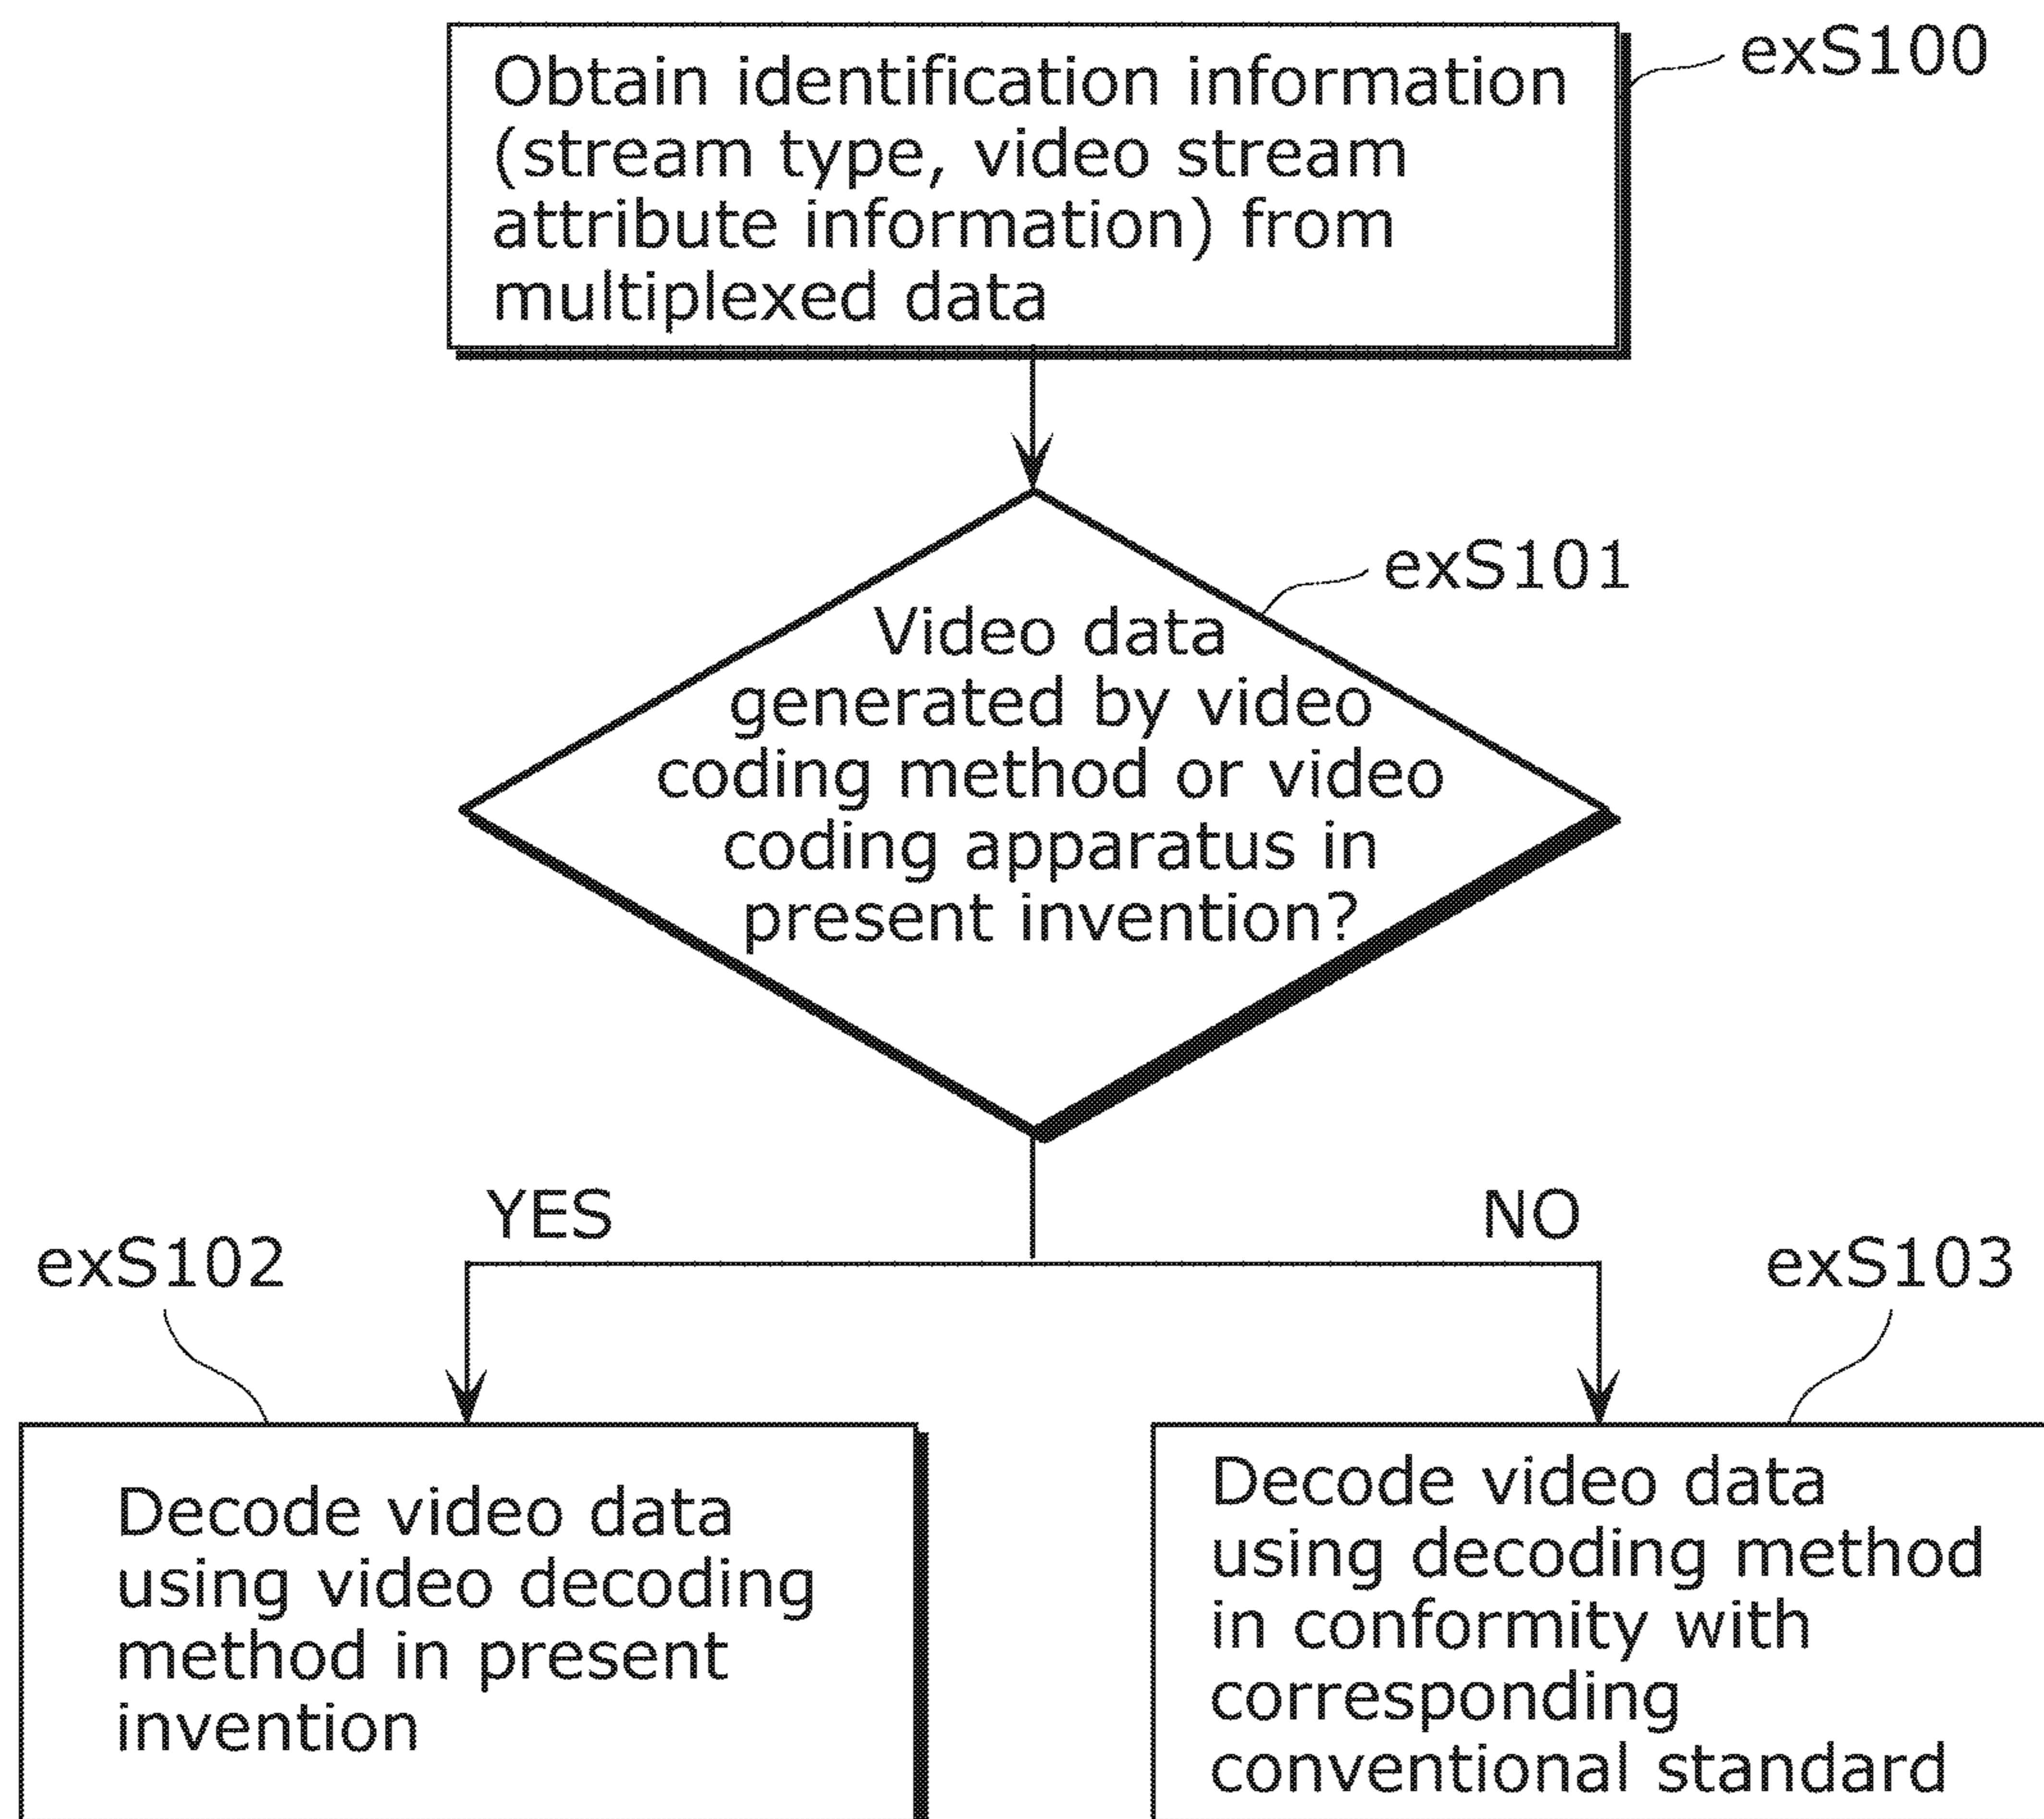 exS100
Obtain identification information
(stream type, video stream
attribute information) from
multiplexed data
exS101
Video data
generated by video
coding method or video
coding apparatus in
present invention?
YES
NO
exS102
exS103
Decode video data
using video decoding
method in present
invention
Decode video data
using decoding method
in conformity with
corresponding
conventional standard